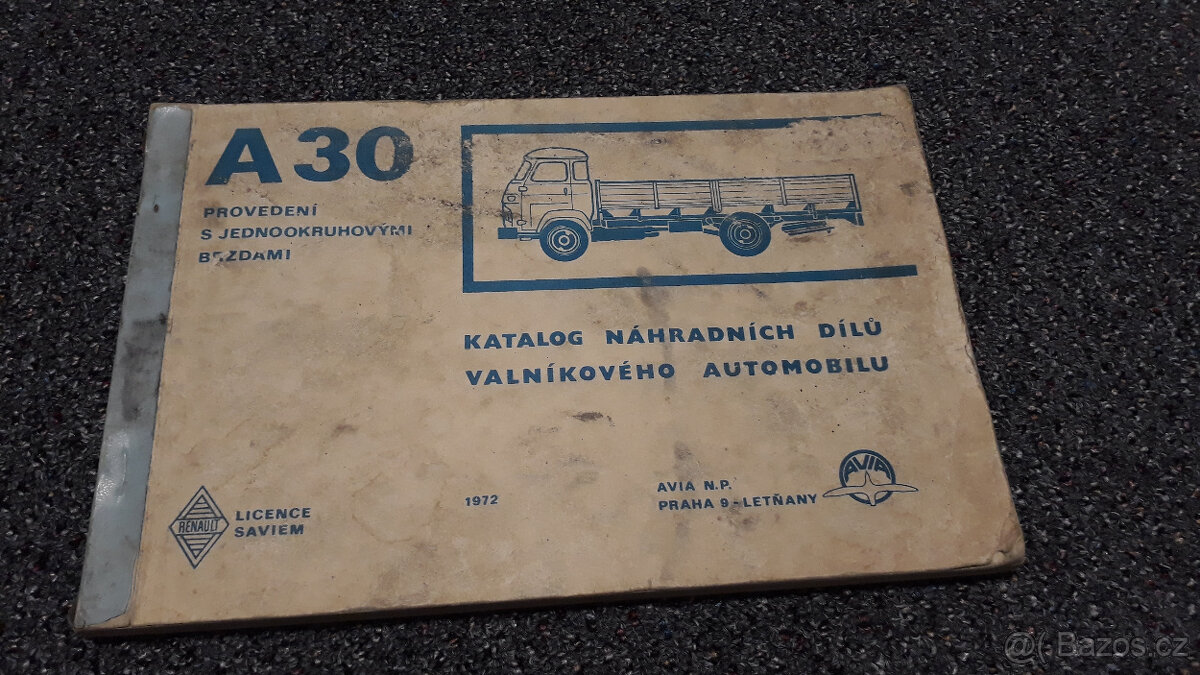 A30
PROVEDENÍ
S JEDNOOKRUHOVÝMI
BRZDAMI
KATALOG NÁHRADNÍCH DÍLŮ
VALNÍKOVÉHO AUTOMOBILU
RENAULT
LICENCE
SAVIEM
1972
AVIA N.P.
PRAHA 9-LETŇANY
AVIA
@(: Bazos.cz